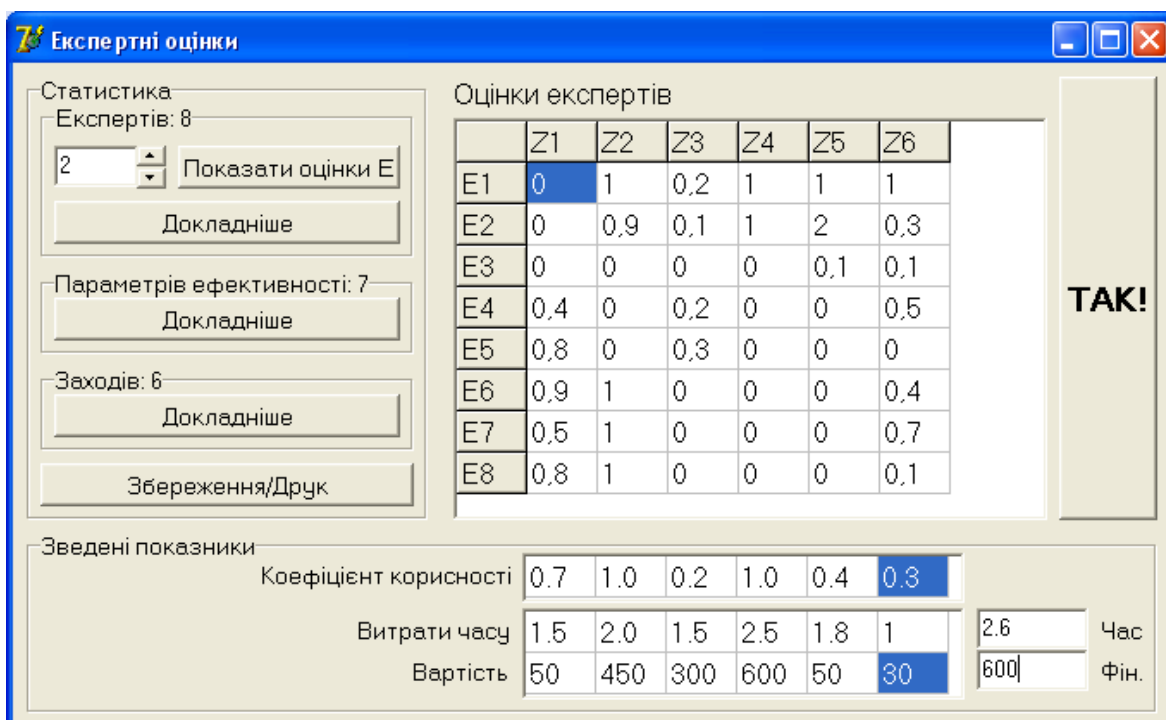 Експертні оцінки
Статистика
Експертів: 8
2 Показати оцінки Е
Докладніше
Параметрів ефективності: 7
Докладніше
Заходів: 6
Докладніше
Збереження/Друк
Оцінки експертів
Z1 Z2 Z3 Z4 Z5 Z6
E1 0 1 0,2 1 1 1
E2 0 0,9 0,1 1 2 0,3
E3 0 0 0 0 0,1 0,1
E4 0,4 0 0,2 0 0 0,5
E5 0,8 0 0,3 0 0 0
E6 0,9 1 0 0 0 0,4
E7 0,5 1 0 0 0 0,7
E8 0,8 1 0 0 0 0,1
ТАК!
Зведені показники
Коефіцієнт корисності 0.7 1.0 0.2 1.0 0.4 0.3
Витрати часу 1.5 2.0 1.5 2.5 1.8 1 2.6 Час
Вартість 50 450 300 600 50 30 600 Фін.